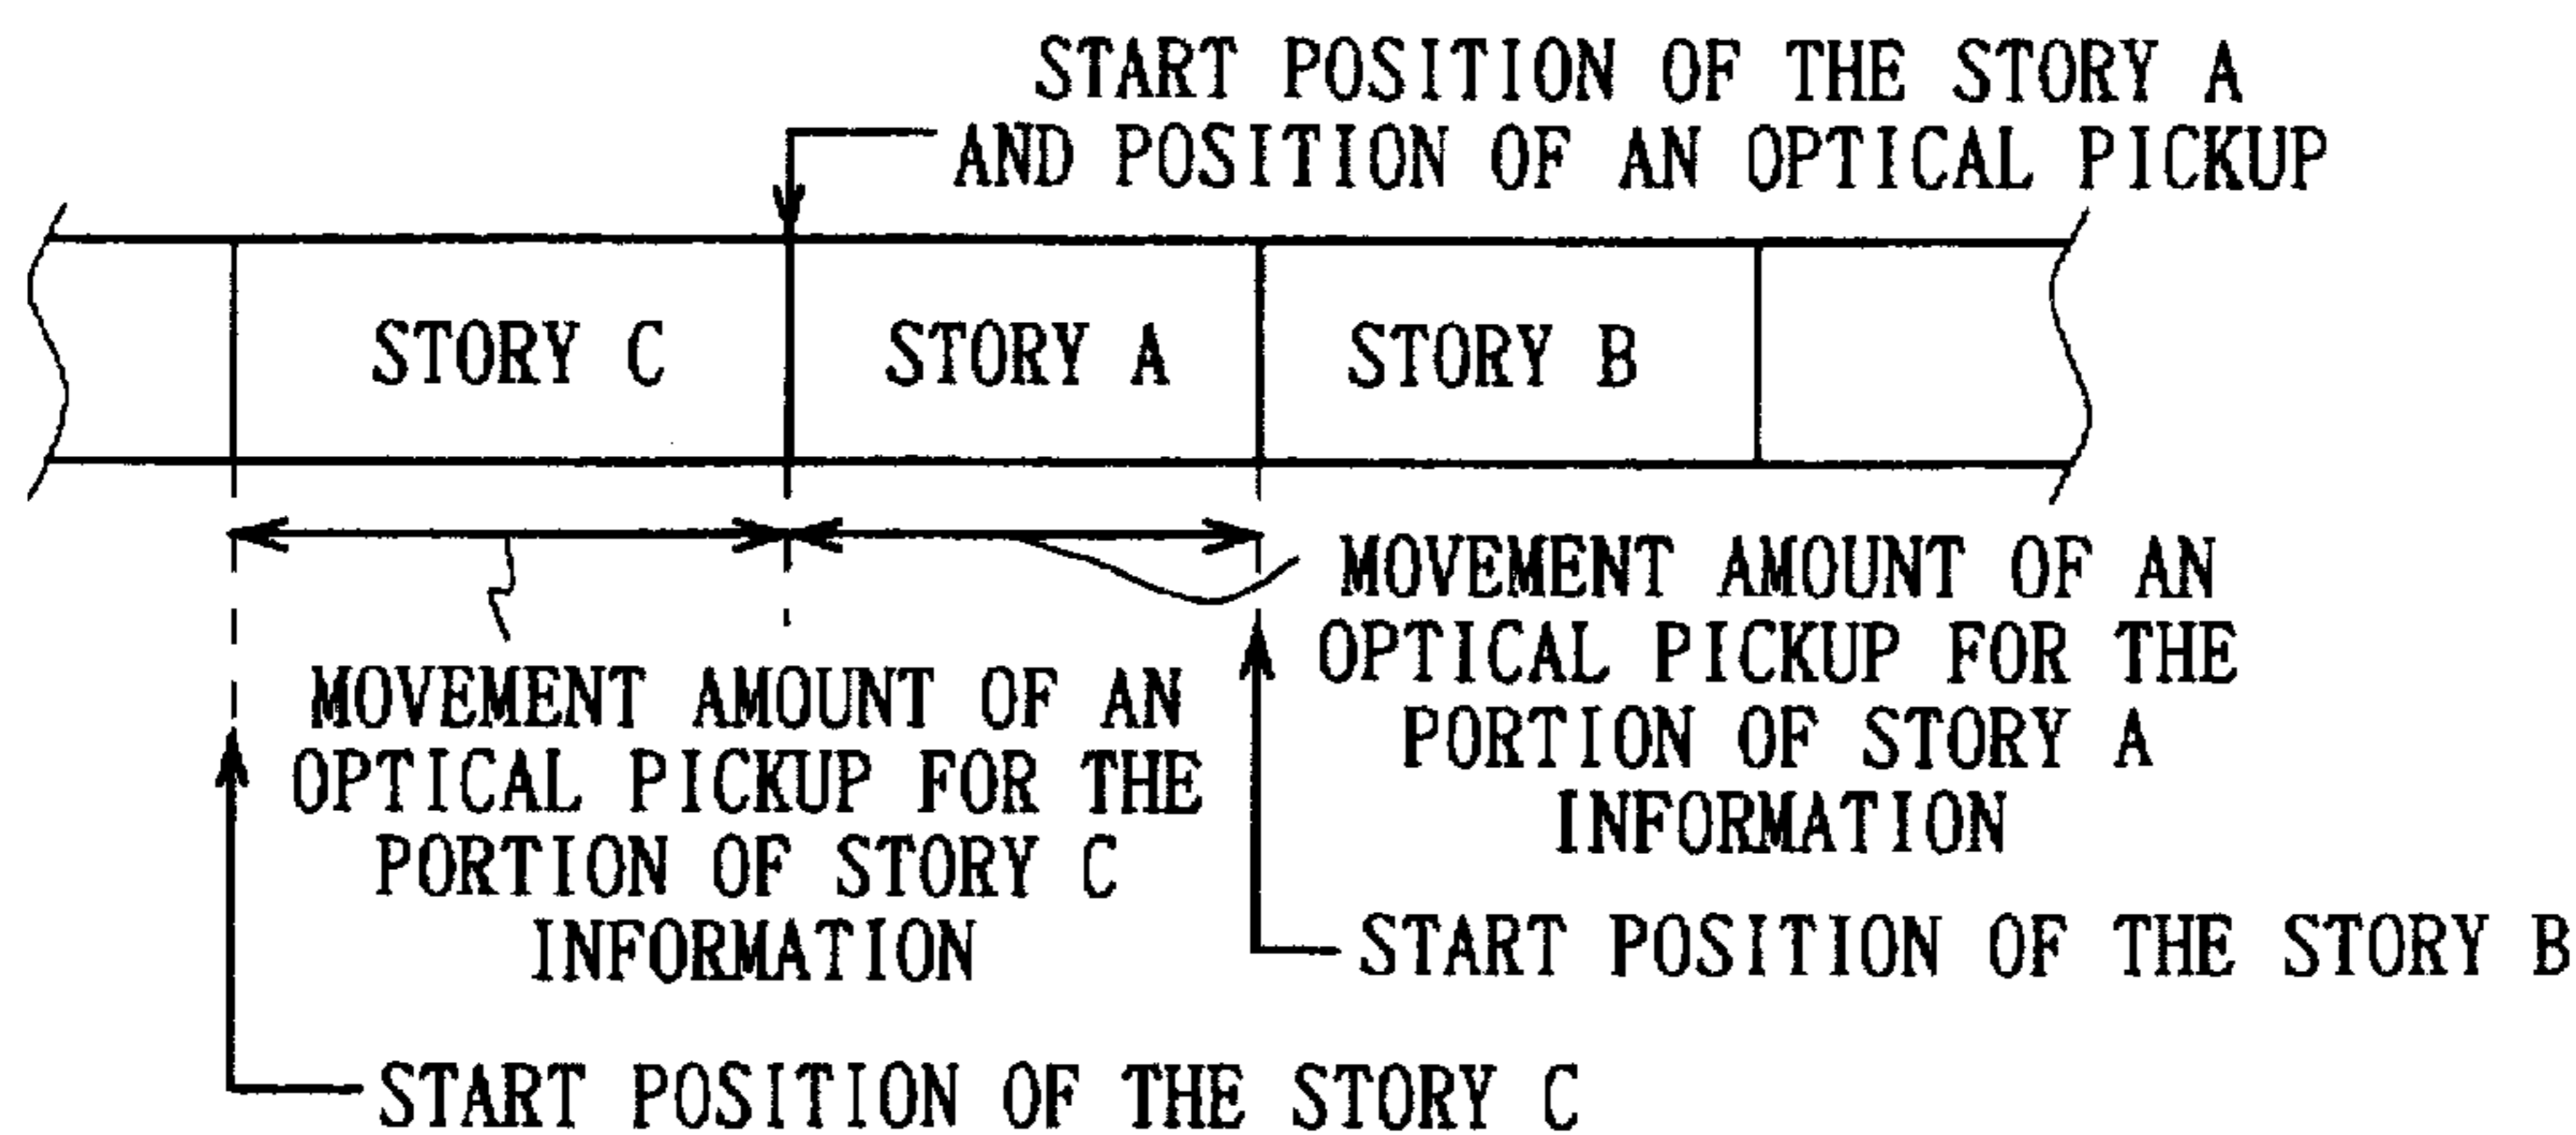 START POSITION OF THE STORY A
AND POSITION OF AN OPTICAL PICKUP
STORY C
STORY A
STORY B
MOVEMENT AMOUNT OF AN
OPTICAL PICKUP FOR THE
PORTION OF STORY A
INFORMATION
MOVEMENT AMOUNT OF AN
OPTICAL PICKUP FOR THE
PORTION OF STORY C
INFORMATION
START POSITION OF THE STORY B
START POSITION OF THE STORY C